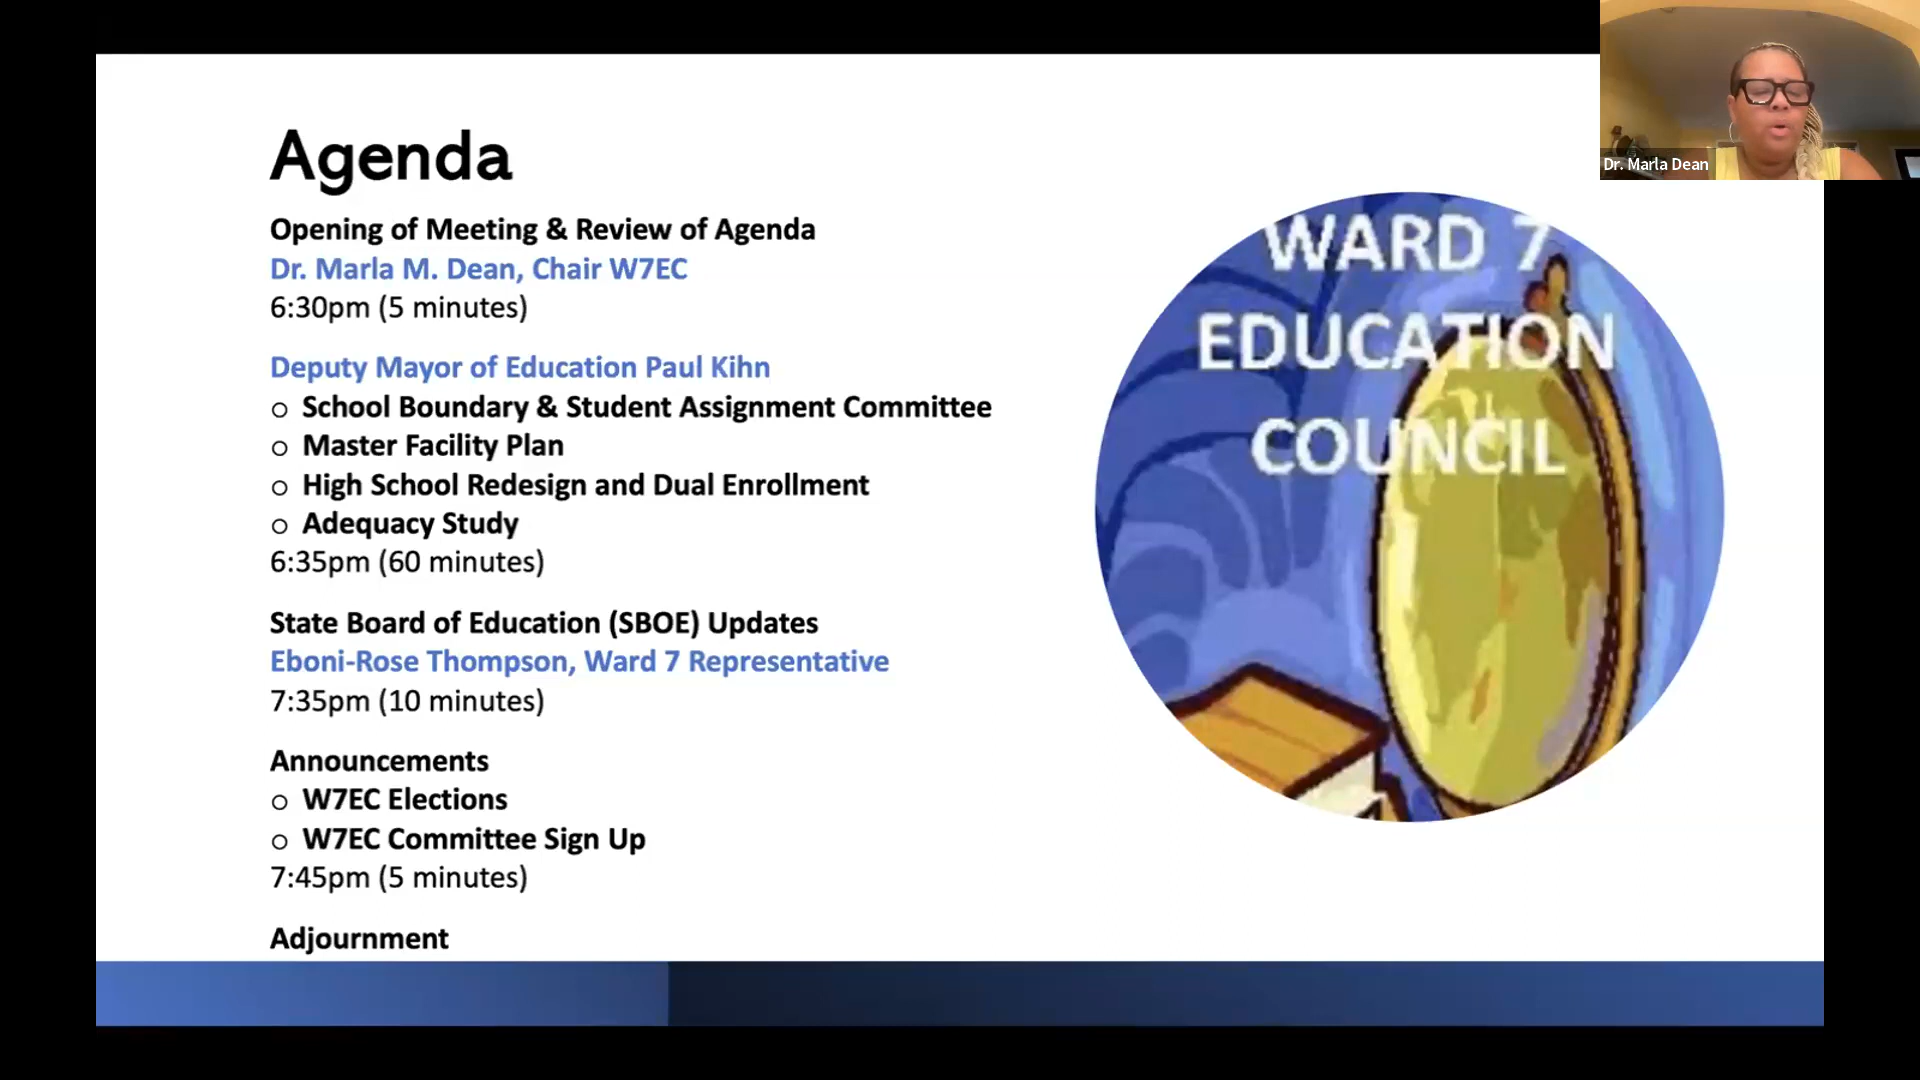 Agenda
Opening of Meeting & Review of Agenda
Dr. Marla M. Dean, Chair W7EC
6:30pm (5 minutes)
Deputy Mayor of Education Paul Kihn
o School Boundary & Student Assignment Committee
o Master Facility Plan
o High School Redesign and Dual Enrollment
o Adequacy Study
6:35pm (60 minutes)
State Board of Education (SBOE) Updates
Eboni-Rose Thompson, Ward 7 Representative
7:35pm (10 minutes)
Announcements
o W7EC Elections
o W7EC Committee Sign Up
7:45pm (5 minutes)
Adjournment
WARD 7
EDUCATION
COUNCIL
Dr. Marla Dean